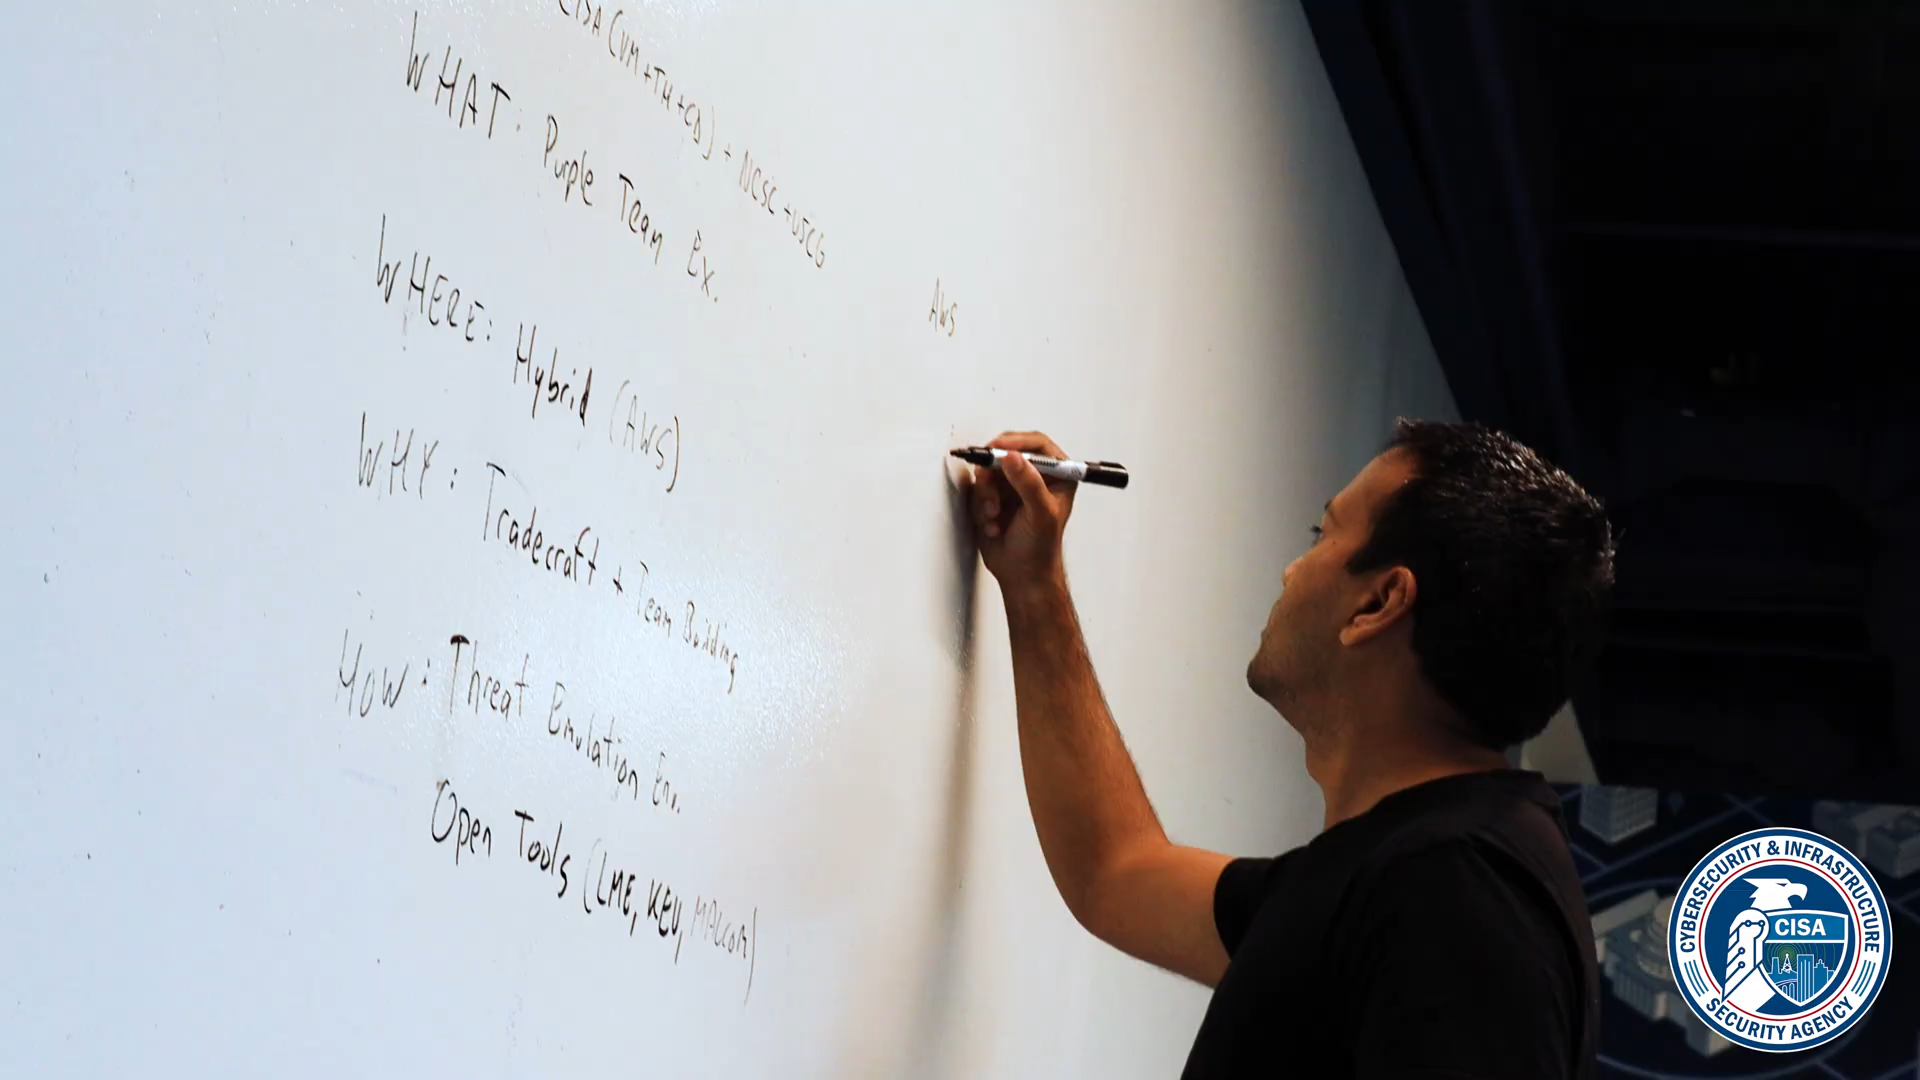 CISA (VM+TH+CD) + NCSC + USCG
WHAT: Purple Team Ex.
WHERE: Hybrid (AWS)
AWS
WHY: Tradecraft + Team Building
HOW: Threat Emulation Env.
Open Tools (LME, KEV, MALCOM)
CYBERSECURITY & INFRASTRUCTURE
CISA
SECURITY AGENCY